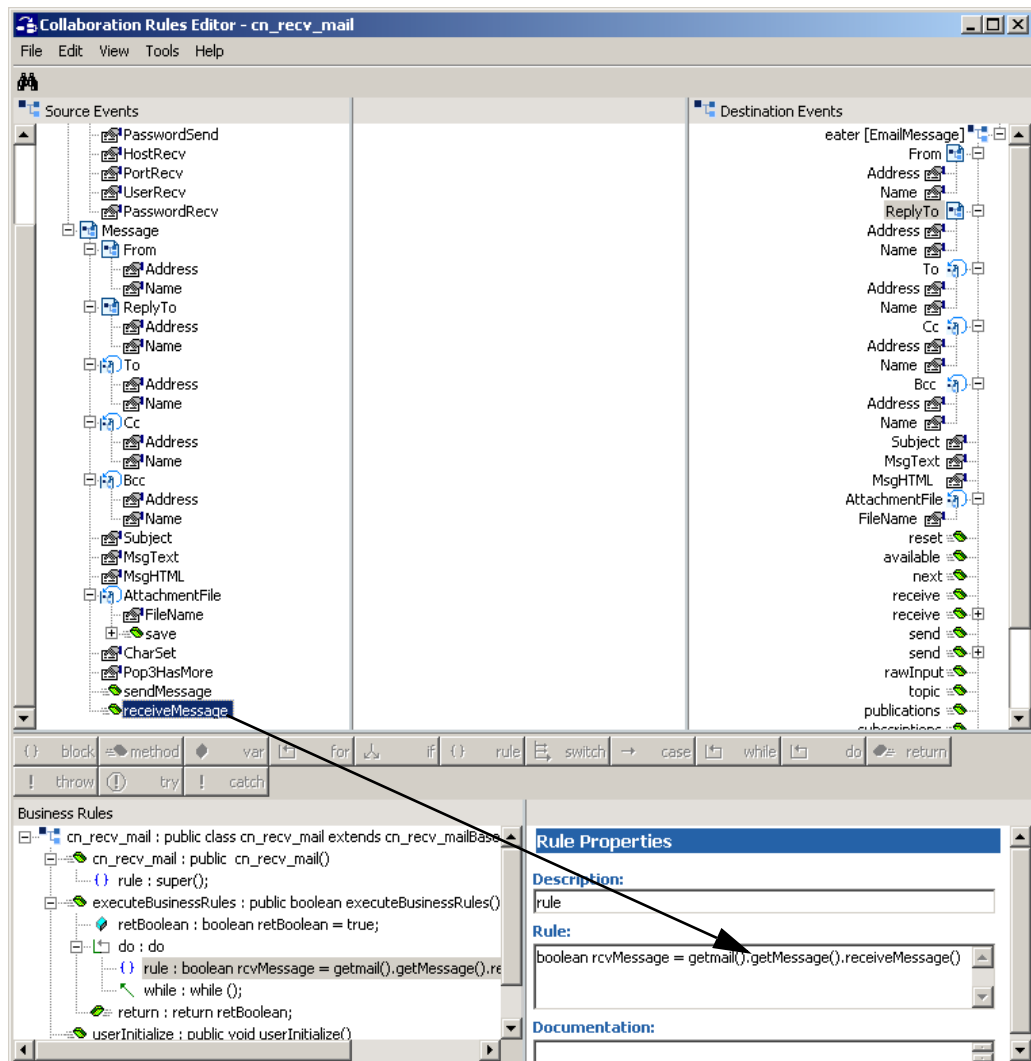 Collaboration Rules Editor - cn_recv_mail
File Edit View Tools Help
Source Events
Destination Events
PasswordSend
HostRecv
PortRecv
UserRecv
PasswordRecv
Message
From
Address
Name
ReplyTo
Address
Name
To
Address
Name
Cc
Address
Name
Bcc
Address
Name
Subject
MsgText
MsgHTML
AttachmentFile
FileName
save
CharSet
Pop3HasMore
sendMessage
receiveMessage
eater [EmailMessage]
From
Address
Name
ReplyTo
Address
Name
To
Address
Name
Cc
Address
Name
Bcc
Address
Name
Subject
MsgText
MsgHTML
AttachmentFile
FileName
reset
available
next
receive
receive
send
send
rawInput
topic
publications
subscriptions
{} block method var for if {} rule switch → case while do return
! throw try ! catch
Business Rules
cn_recv_mail : public class cn_recv_mail extends cn_recv_mailBase
cn_recv_mail : public cn_recv_mail()
{} rule : super();
executeBusinessRules : public boolean executeBusinessRules()
retBoolean : boolean retBoolean = true;
do : do
{} rule : boolean rcvMessage = getmail().getMessage().re
while : while ();
return : return retBoolean;
userInitialize : public void userInitialize()
Rule Properties
Description:
rule
Rule:
boolean rcvMessage = getmail().getMessage().receiveMessage()
Documentation: